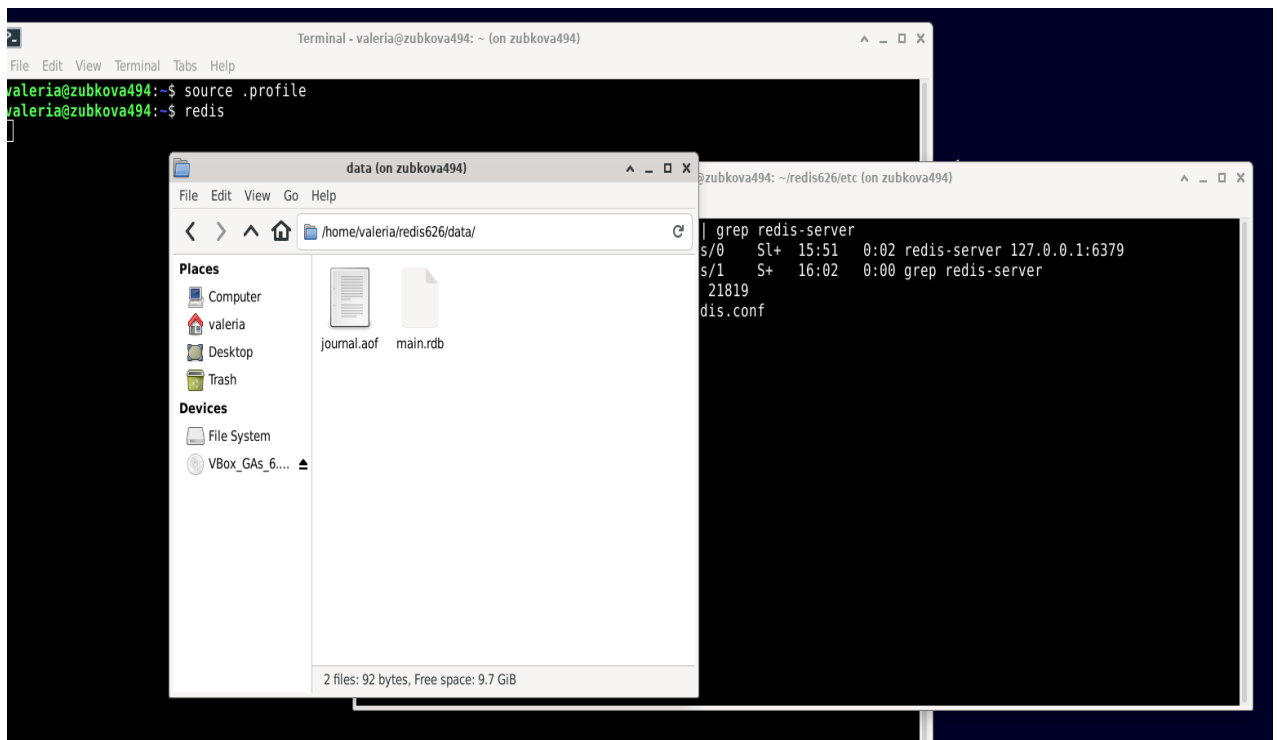 Terminal - valeria@zubkova494: ~ (on zubkova494)
File Edit View Terminal Tabs Help
valeria@zubkova494:~$ source .profile
valeria@zubkova494:~$ redis
data (on zubkova494)
File Edit View Go Help
/home/valeria/redis626/data/
Places
Computer
valeria
Desktop
Trash
Devices
File System
VBox_GAs_6....
journal.aof main.rdb
2 files: 92 bytes, Free space: 9.7 GiB
@zubkova494: ~/redis626/etc (on zubkova494)
| grep redis-server
s/0 Sl+ 15:51 0:02 redis-server 127.0.0.1:6379
s/1 S+ 16:02 0:00 grep redis-server
21819
dis.conf